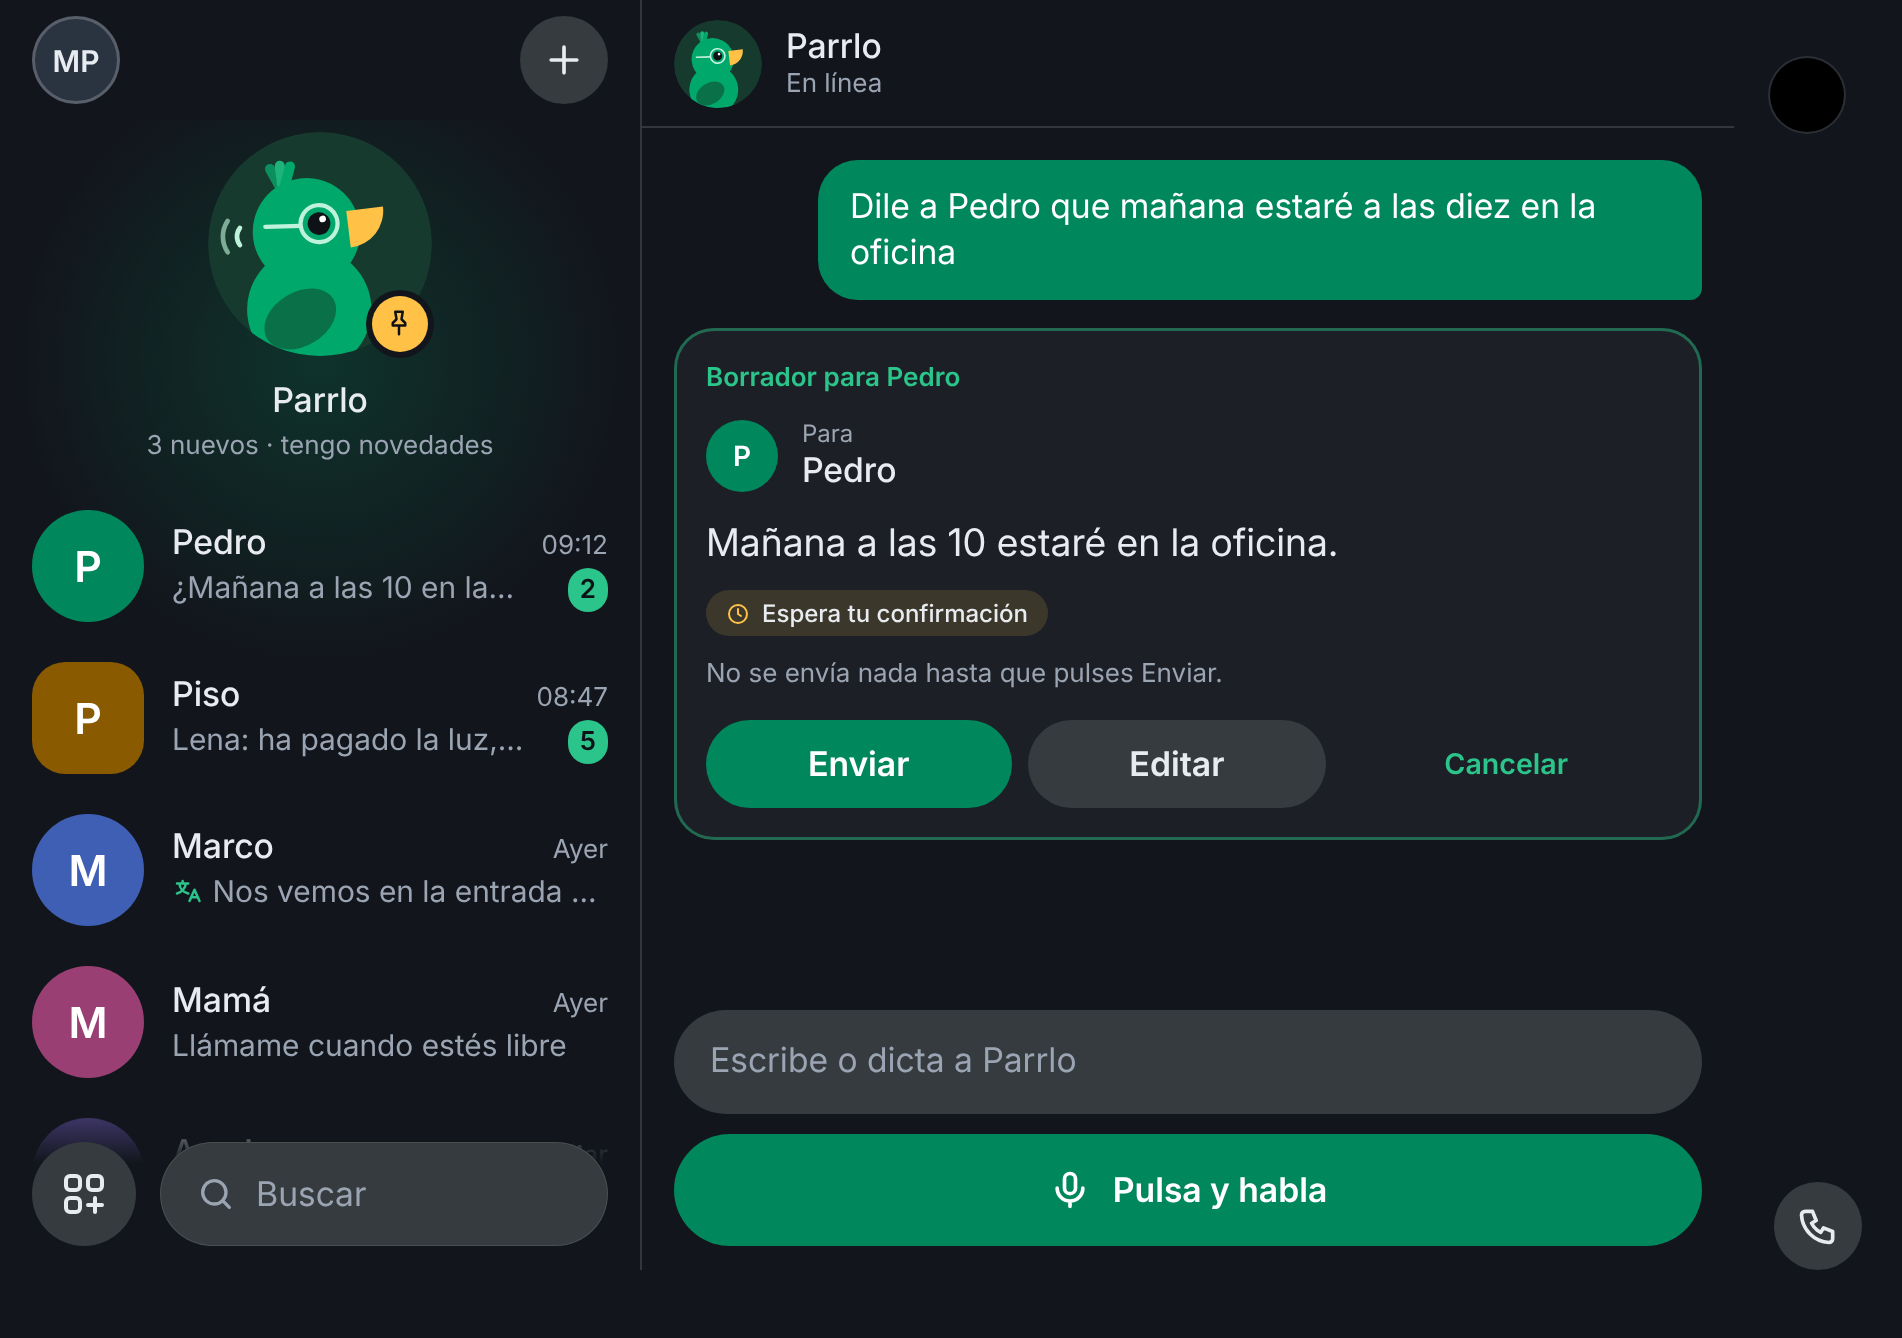 MP
Parrlo
3 nuevos · tengo novedades
P
Pedro
09:12
¿Mañana a las 10 en la...
2
P
Piso
08:47
Lena: ha pagado la luz,...
5
M
Marco
Ayer
Nos vemos en la entrada ...
M
Mamá
Ayer
Llámame cuando estés libre
Buscar
Parrlo
En línea
Dile a Pedro que mañana estaré a las diez en la
oficina
Borrador para Pedro
P
Para
Pedro
Mañana a las 10 estaré en la oficina.
Espera tu confirmación
No se envía nada hasta que pulses Enviar.
Enviar
Editar
Cancelar
Escribe o dicta a Parrlo
Pulsa y habla